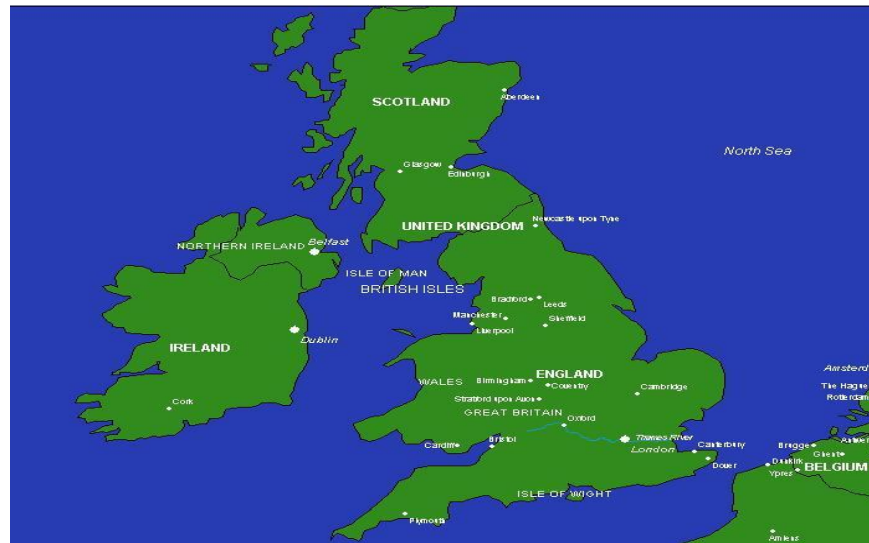 SCOTLAND
Aberdeen
North Sea
Glasgow
Edinburgh
UNITED KINGDOM
Newcastle upon Tyne
NORTHERN IRELAND
Belfast
ISLE OF MAN
BRITISH ISLES
Bradford
Leeds
Manchester
Liverpool
Sheffield
Dublin
IRELAND
ENGLAND
WALES
Birmingham
Coventry
Cambridge
Stratford upon Avon
GREAT BRITAIN
Cork
Oxford
Thames River
London
Cardiff
Bristol
Canterbury
Dover
ISLE OF WIGHT
Plymouth
Amsterd
The Hague
Rotterdam
Brugge
Antwer
Ghent
Dunkirk
BELGIUM
Ypres
Amiens